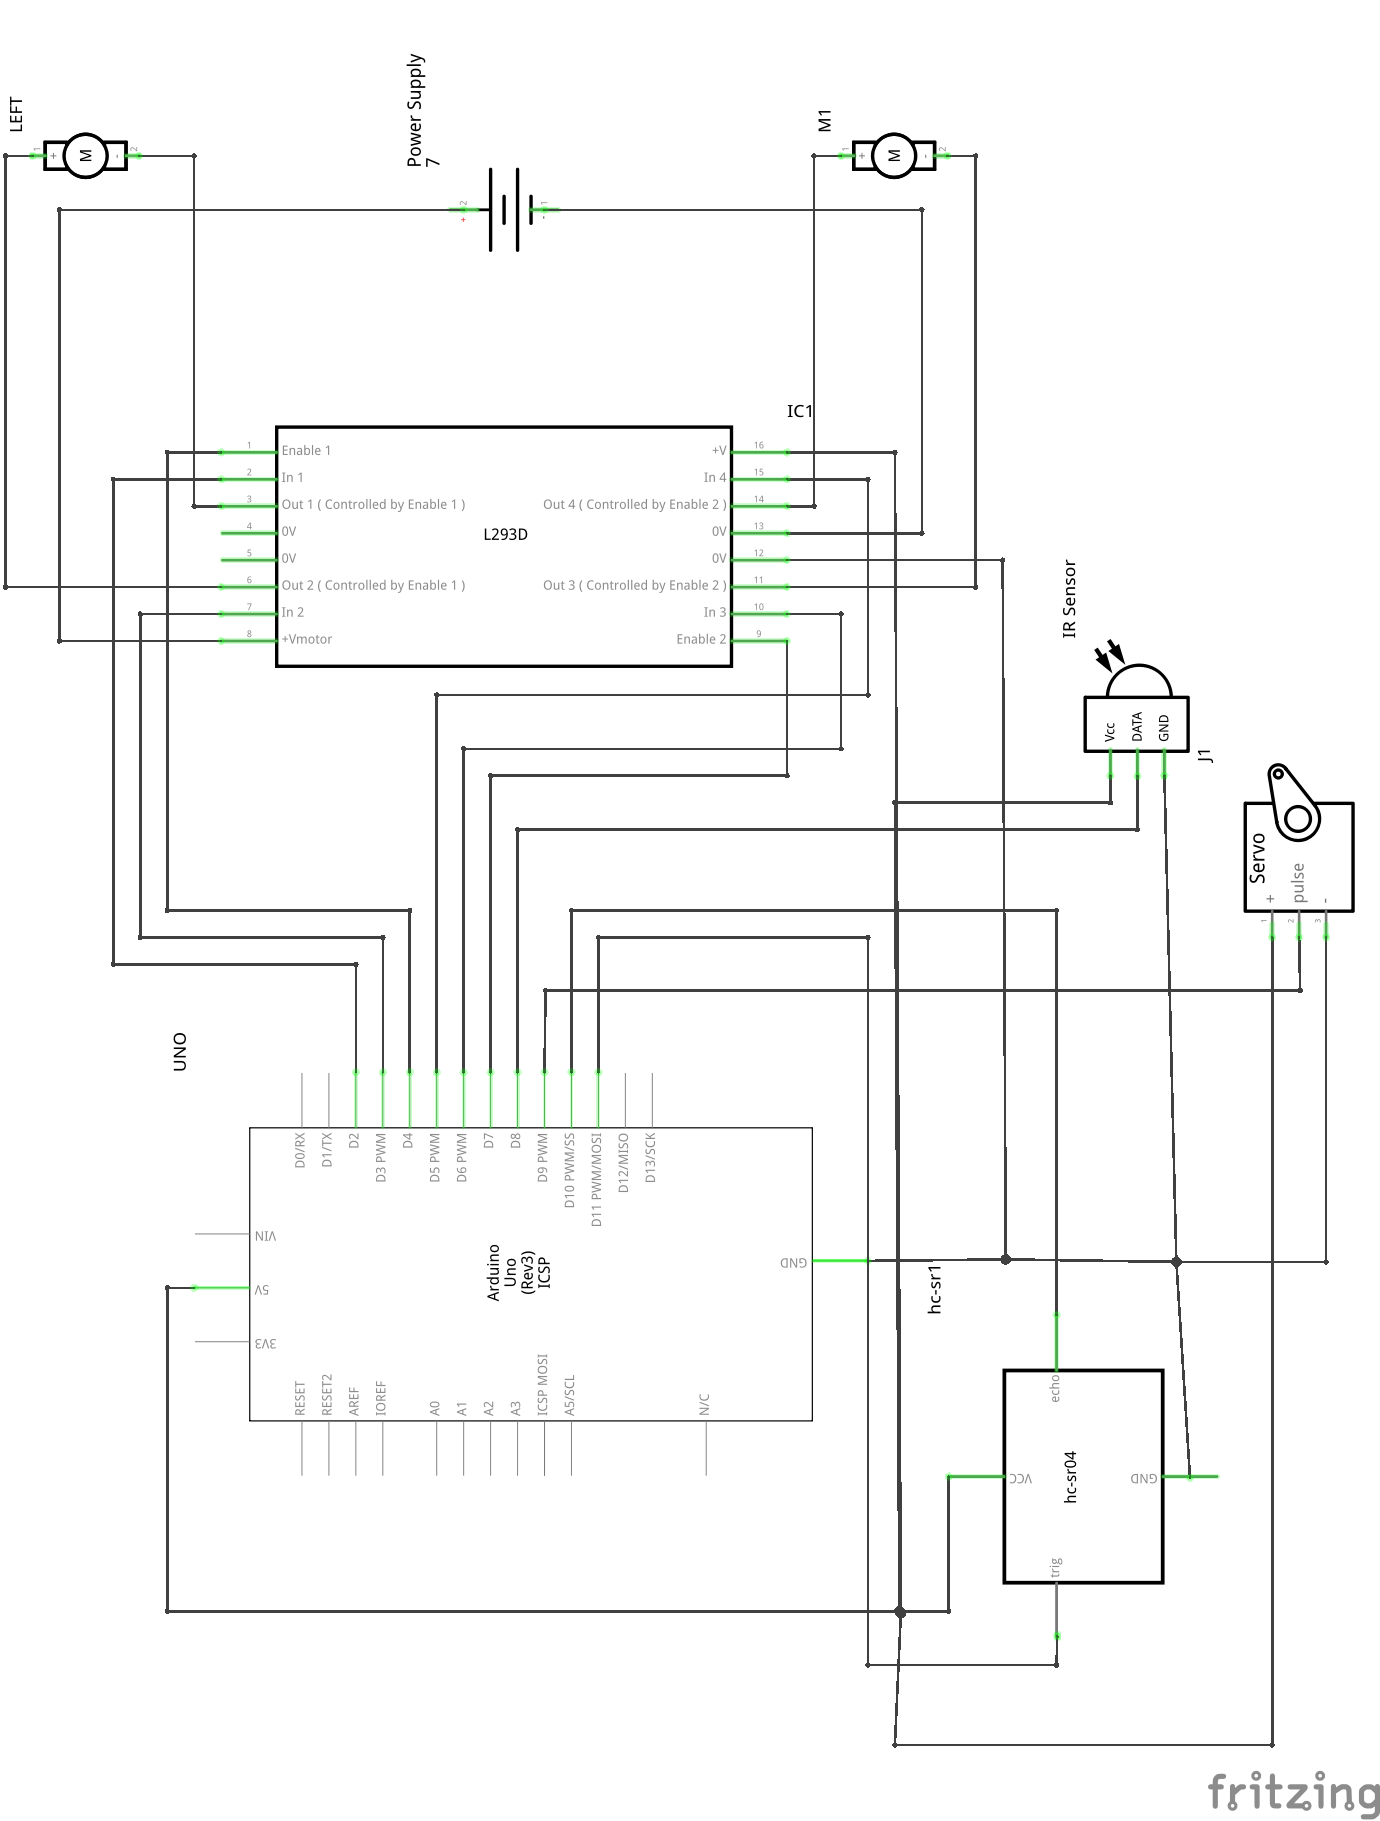 LEFT
Power Supply
7
M1
1
+
M
-
2
1
+
M
-
2
+
2
-
1
IC1
L293D
1
Enable 1
2
In 1
3
Out 1 ( Controlled by Enable 1 )
4
0V
5
0V
6
Out 2 ( Controlled by Enable 1 )
7
In 2
8
+Vmotor
+V
16
In 4
15
Out 4 ( Controlled by Enable 2 )
14
0V
13
0V
12
Out 3 ( Controlled by Enable 2 )
11
In 3
10
Enable 2
9
IR Sensor
Vcc
DATA
GND
J1
Servo
+
pulse
-
1
2
3
UNO
D0/RX
D1/TX
D2
D3 PWM
D4
D5 PWM
D6 PWM
D7
D8
D9 PWM
D10 PWM/SS
D11 PWM/MOSI
D12/MISO
D13/SCK
VIN
5V
3V3
Arduino
Uno
(Rev3)
ICSP
GND
RESET
RESET2
AREF
IOREF
A0
A1
A2
A3
ICSP MOSI
A5/SCL
N/C
hc-sr1
echo
VCC
hc-sr04
GND
trig
fritzing